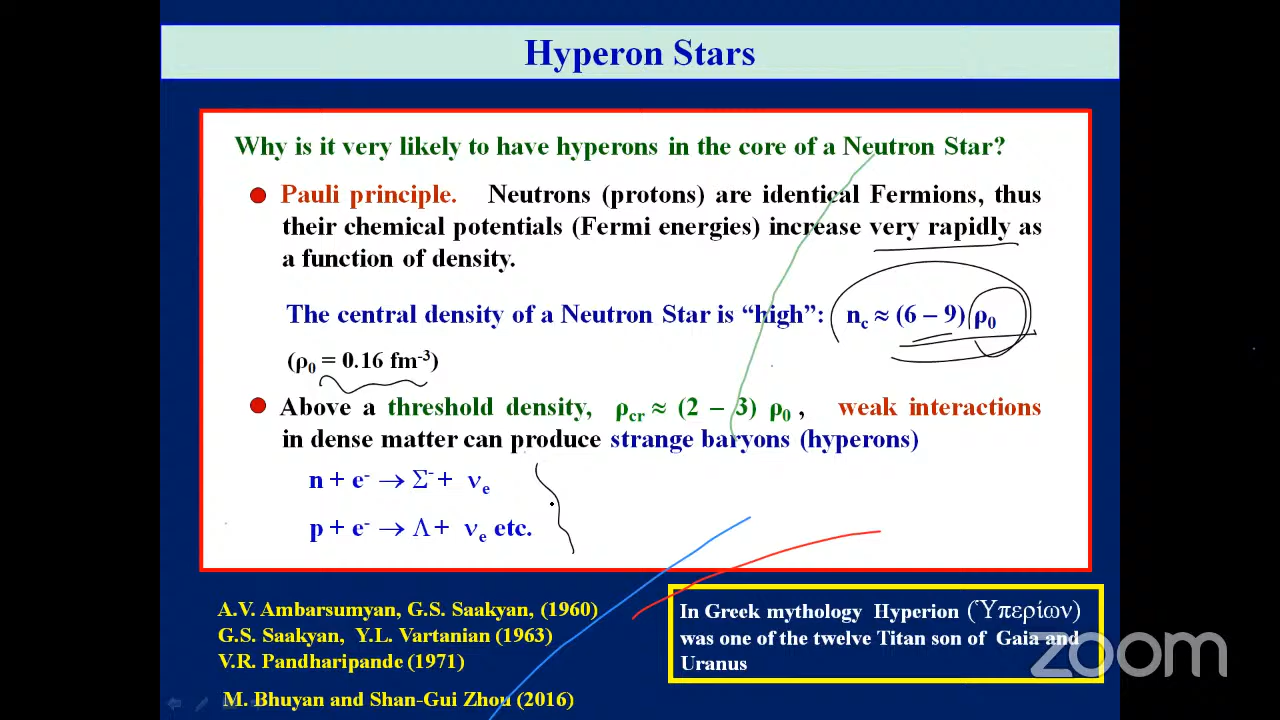 Hyperon Stars
Why is it very likely to have hyperons in the core of a Neutron Star?
Pauli principle. Neutrons (protons) are identical Fermions, thus
their chemical potentials (Fermi energies) increase very rapidly as
a function of density.
The central density of a Neutron Star is “high”: n_c ≈ (6 – 9) ρ₀
(ρ₀ = 0.16 fm⁻³)
Above a threshold density, ρ_cr ≈ (2 – 3) ρ₀ , weak interactions
in dense matter can produce strange baryons (hyperons)
n + e⁻ → Σ⁻ + ν_e
p + e⁻ → Λ + ν_e etc.
A.V. Ambarsumyan, G.S. Saakyan, (1960)
G.S. Saakyan, Y.L. Vartanian (1963)
V.R. Pandharipande (1971)
M. Bhuyan and Shan-Gui Zhou (2016)
In Greek mythology Hyperion (Ὑπερίων)
was one of the twelve Titan son of Gaia and
Uranus
zoom